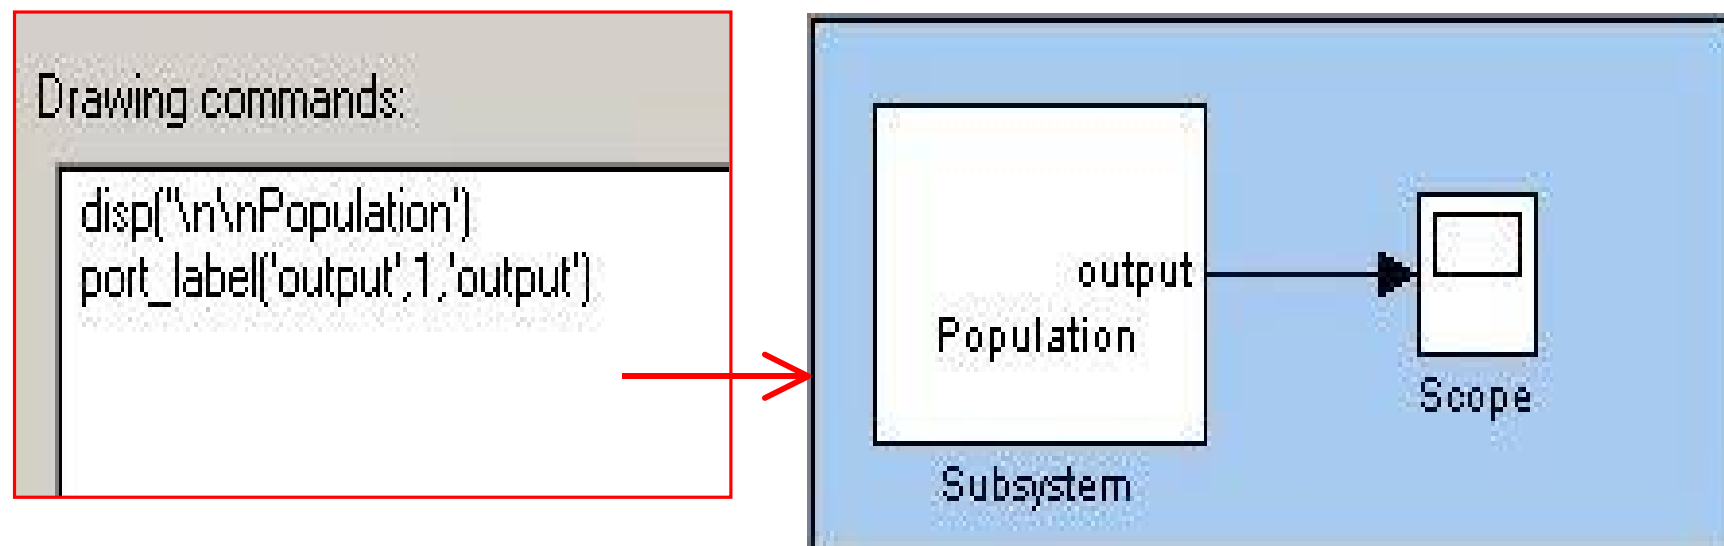 Drawing commands:
disp('\n\nPopulation')
port_label('output',1,'output')
output
Population
Subsystem
Scope